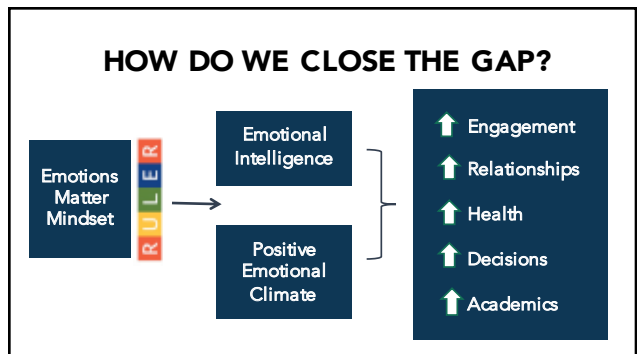 HOW DO WE CLOSE THE GAP?
Emotions
Matter
Mindset
RULER
Emotional
Intelligence
Positive
Emotional
Climate
Engagement
Relationships
Health
Decisions
Academics